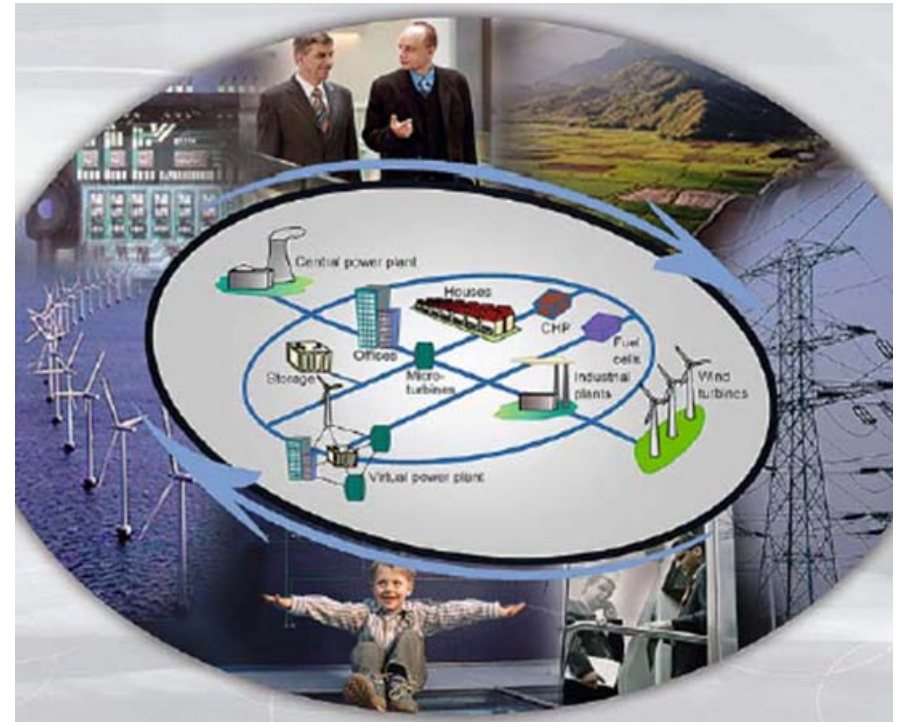 Central power plant
Houses
Offices
CHP
Fuel
cells
Storage
Micro-
turbines
Industrial
plants
Wind
turbines
Virtual power plant